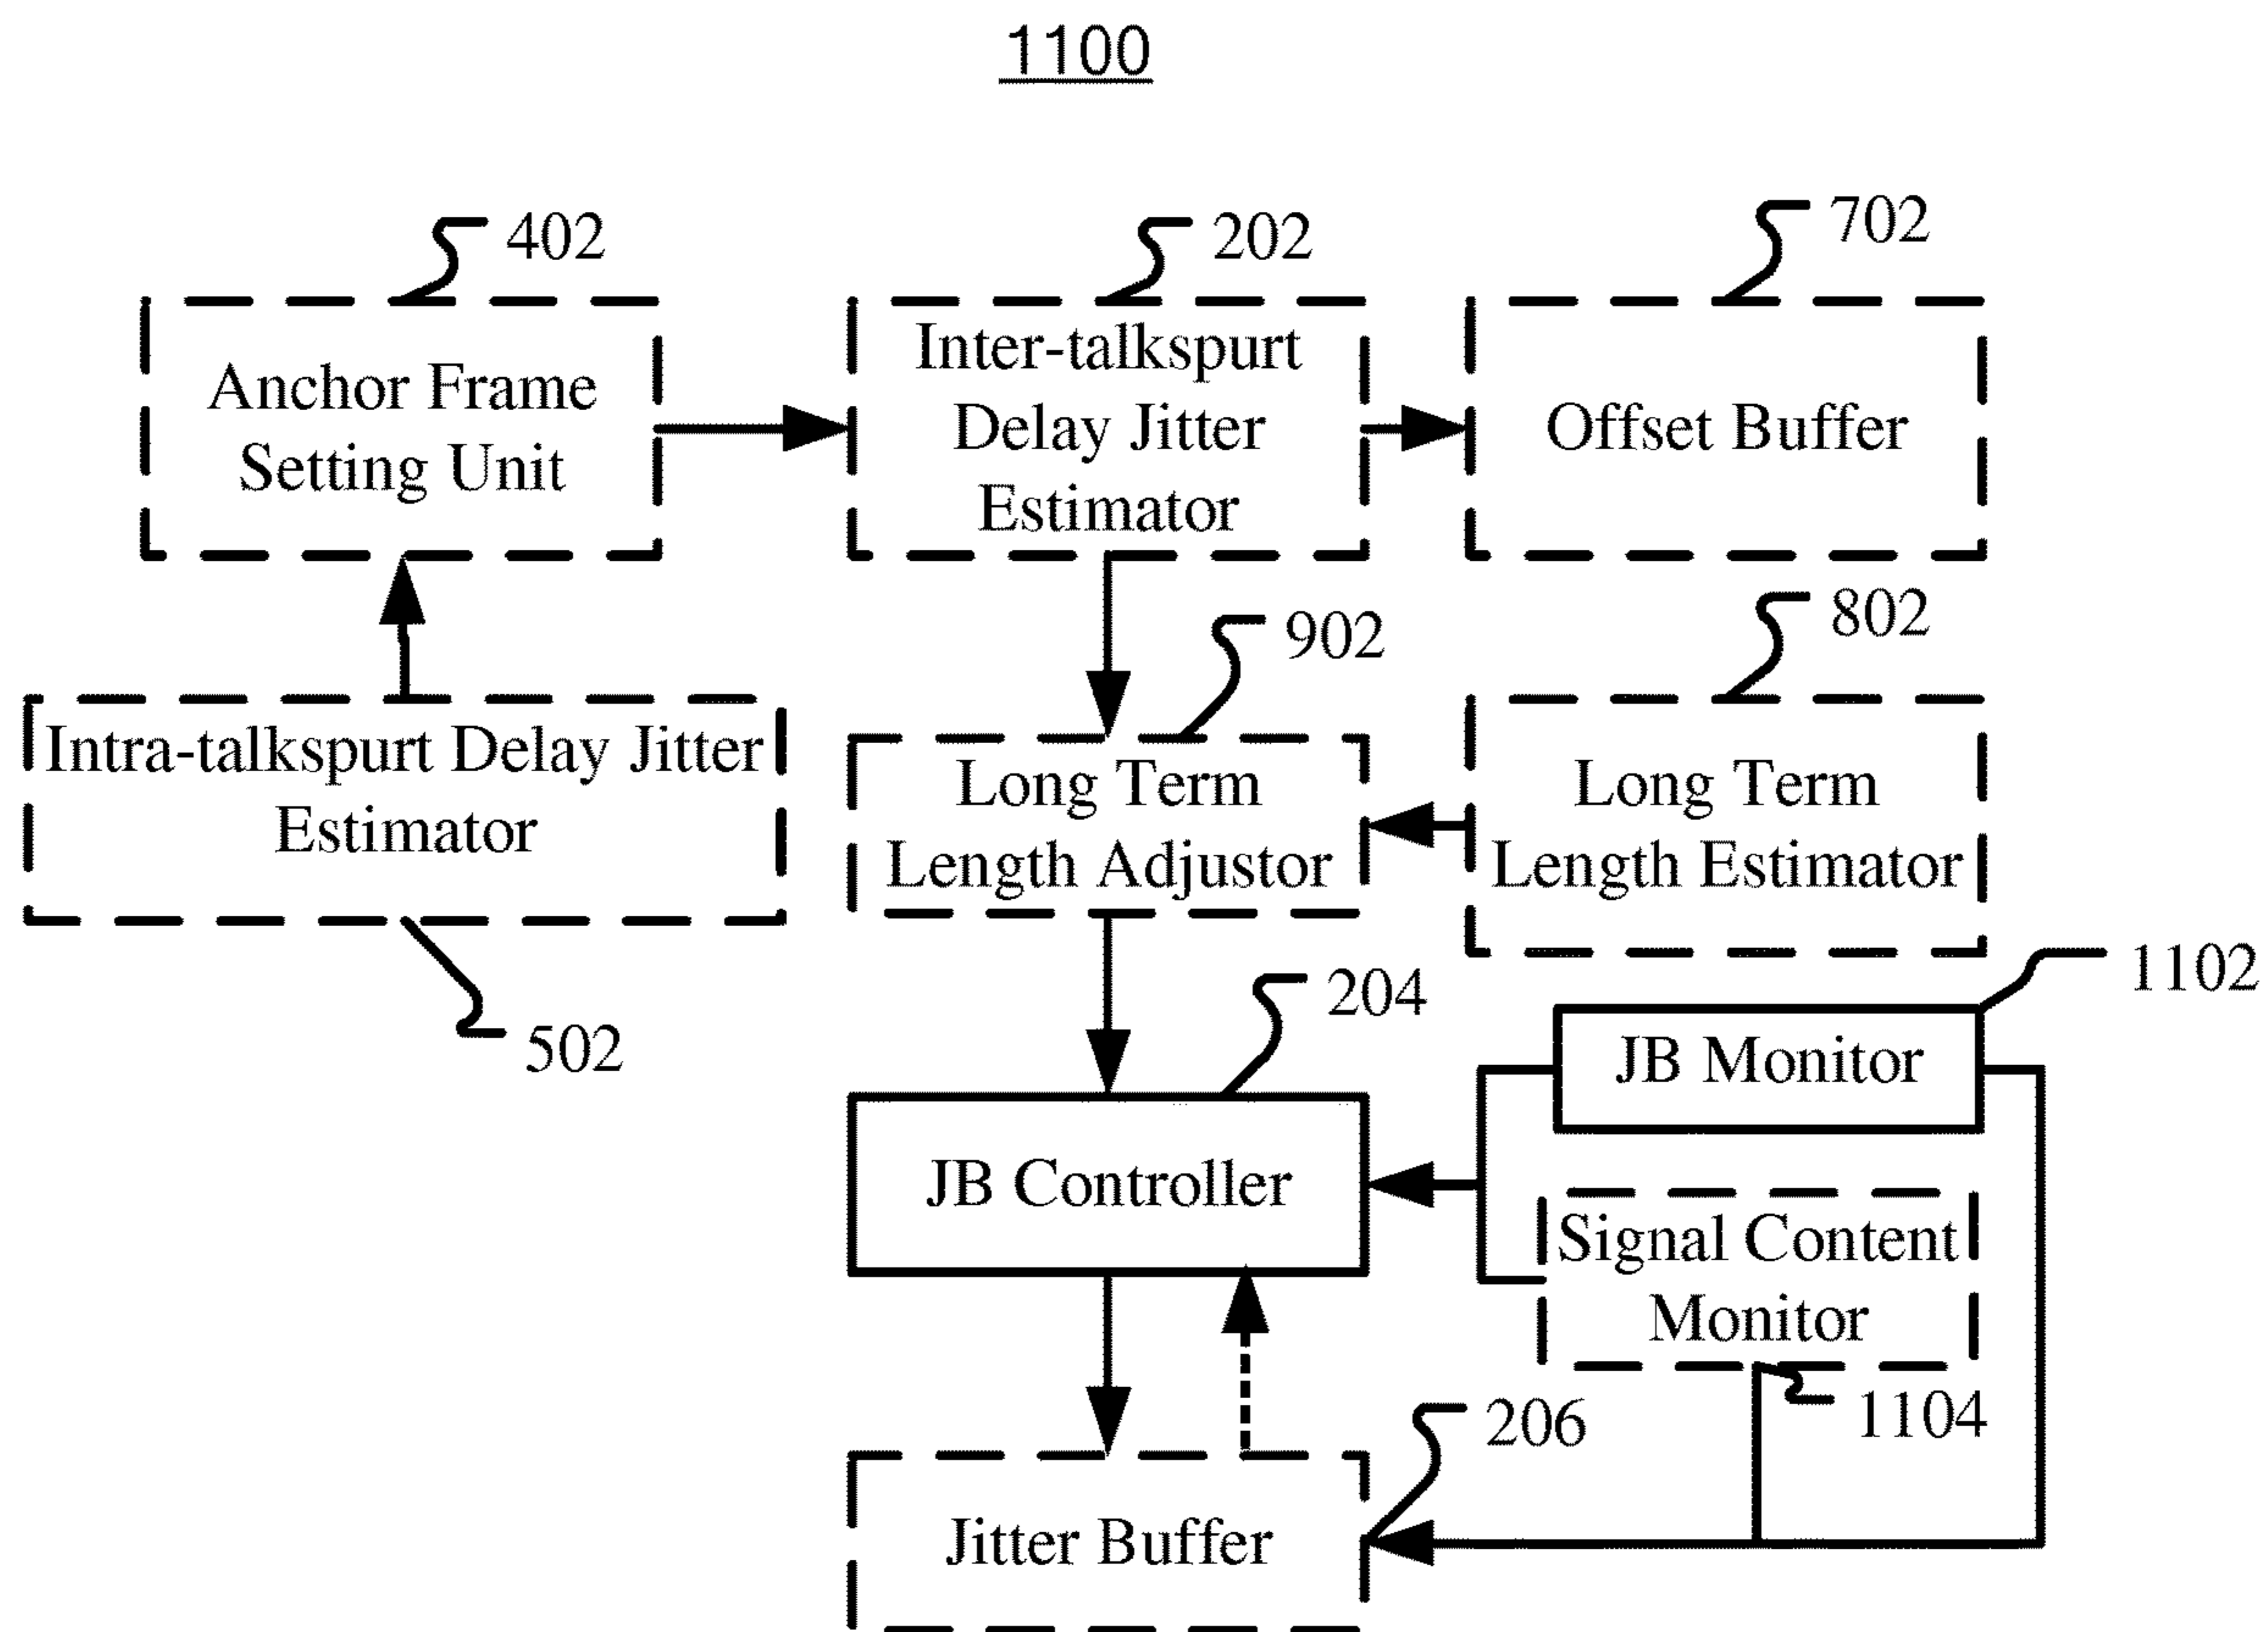 1100
402
202
702
Anchor Frame
Setting Unit
Inter-talkspurt
Delay Jitter
Estimator
Offset Buffer
902
802
Intra-talkspurt Delay Jitter
Estimator
Long Term
Length Adjustor
Long Term
Length Estimator
502
204
1102
JB Monitor
JB Controller
Signal Content
Monitor
206
1104
Jitter Buffer